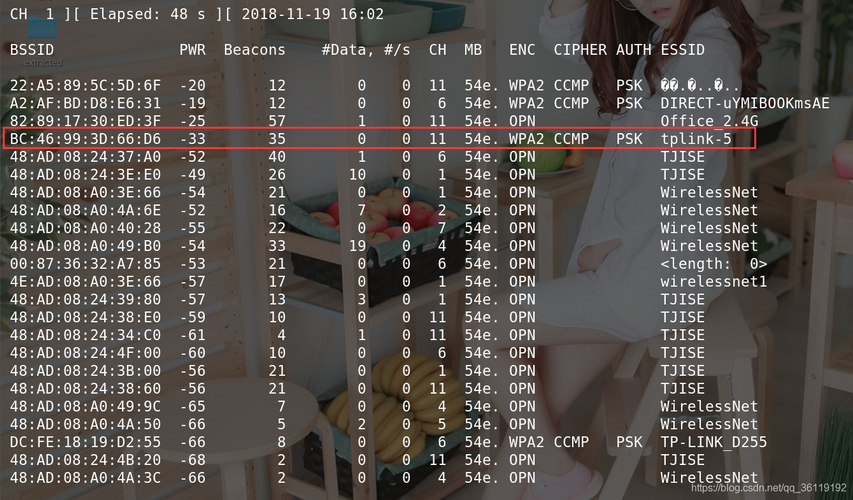 CH  1 ][ Elapsed: 48 s ][ 2018-11-19 16:02
BSSID              PWR  Beacons    #Data, #/s  CH  MB   ENC  CIPHER AUTH ESSID
extracted
22:A5:89:5C:5D:6F  -20       12        0    0  11  54e. WPA2 CCMP   PSK  ��.�..�..
A2:AF:BD:D8:E6:31  -19       12        0    0   6  54e. WPA2 CCMP   PSK  DIRECT-uYMIBOOKmsAE
82:89:17:30:ED:3F  -25       57        1    0  11  54e. OPN              Office_2.4G
BC:46:99:3D:66:D6  -33       35        0    0  11  54e. WPA2 CCMP   PSK  tplink-5
48:AD:08:24:37:A0  -52       40        1    0   6  54e. OPN              TJISE
48:AD:08:24:3E:E0  -49       26       10    0   1  54e. OPN              TJISE
48:AD:08:A0:3E:66  -54       21        0    0   1  54e. OPN              WirelessNet
48:AD:08:A0:4A:6E  -52       16        7    0   2  54e. OPN              WirelessNet
48:AD:08:A0:40:28  -55       22        0    0   7  54e. OPN              WirelessNet
48:AD:08:A0:49:B0  -54       33       19    0   4  54e. OPN              WirelessNet
00:87:36:32:A7:85  -53       21        0    0   6  54e. OPN              <length:  0>
4E:AD:08:A0:3E:66  -57       17        0    0   1  54e. OPN              wirelessnet1
48:AD:08:24:39:80  -57       13        3    0   1  54e. OPN              TJISE
48:AD:08:24:38:E0  -59       10        0    0  11  54e. OPN              TJISE
48:AD:08:24:34:C0  -61        4        1    0  11  54e. OPN              TJISE
48:AD:08:24:4F:00  -60       10        0    0   6  54e. OPN              TJISE
48:AD:08:24:3B:00  -56       21        0    0   1  54e. OPN              TJISE
48:AD:08:24:38:60  -56       21        0    0  11  54e. OPN              TJISE
48:AD:08:A0:49:9C  -65        7        0    0   4  54e. OPN              WirelessNet
48:AD:08:A0:4A:50  -66        5        2    0   5  54e. OPN              WirelessNet
DC:FE:18:19:D2:55  -66        8        0    0   6  54e. WPA2 CCMP   PSK  TP-LINK_D255
48:AD:08:24:4B:20  -68        2        0    0  11  54e. OPN              TJISE
48:AD:08:A0:4A:3C  -66        2        0    0   4  54e. OPN              WirelessNet
https://blog.csdn.net/qq_36119192